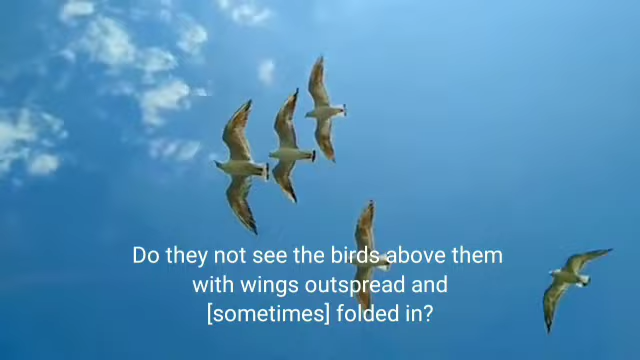 Do they not see the birds above them
with wings outspread and
[sometimes] folded in?